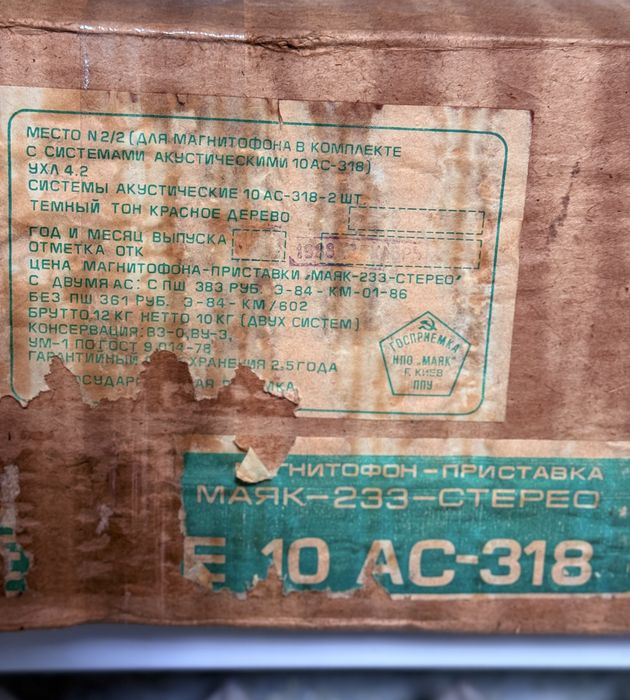 МЕСТО N2/2 (ДЛЯ МАГНИТОФОНА В КОМПЛЕКТЕ
С СИСТЕМАМИ АКУСТИЧЕСКИМИ 10АС-318)
УХЛ 4.2
СИСТЕМЫ АКУСТИЧЕСКИЕ 10 АС-318-2 ШТ.
ТЕМНЫЙ ТОН КРАСНОЕ ДЕРЕВО
ГОД И МЕСЯЦ ВЫПУСКА
ОТМЕТКА ОТК
ЦЕНА МАГНИТОФОНА-ПРИСТАВКИ „МАЯК-233-СТЕРЕО"
С ДВУМЯ АС: С ПШ 383 РУБ. Э-84-КМ-01-86
БЕЗ ПШ 361 РУБ. Э-84-КМ/602
БРУТТО 12 КГ НЕТТО 10 КГ (ДВУХ СИСТЕМ)
КОНСЕРВАЦИЯ: ВЗ-0, ВУ-3,
УМ-1 ПО ГОСТ 9.014-78
ГАРАНТИЙНЫЙ ХРАНЕНИЯ 2,5 ГОДА
ГОСПРИЕМКА
НПО „МАЯК"
Г. КИЕВ
ППУ
ГНИТОФОН-ПРИСТАВКА
МАЯК-233-СТЕРЕО
Е 10 АС-318